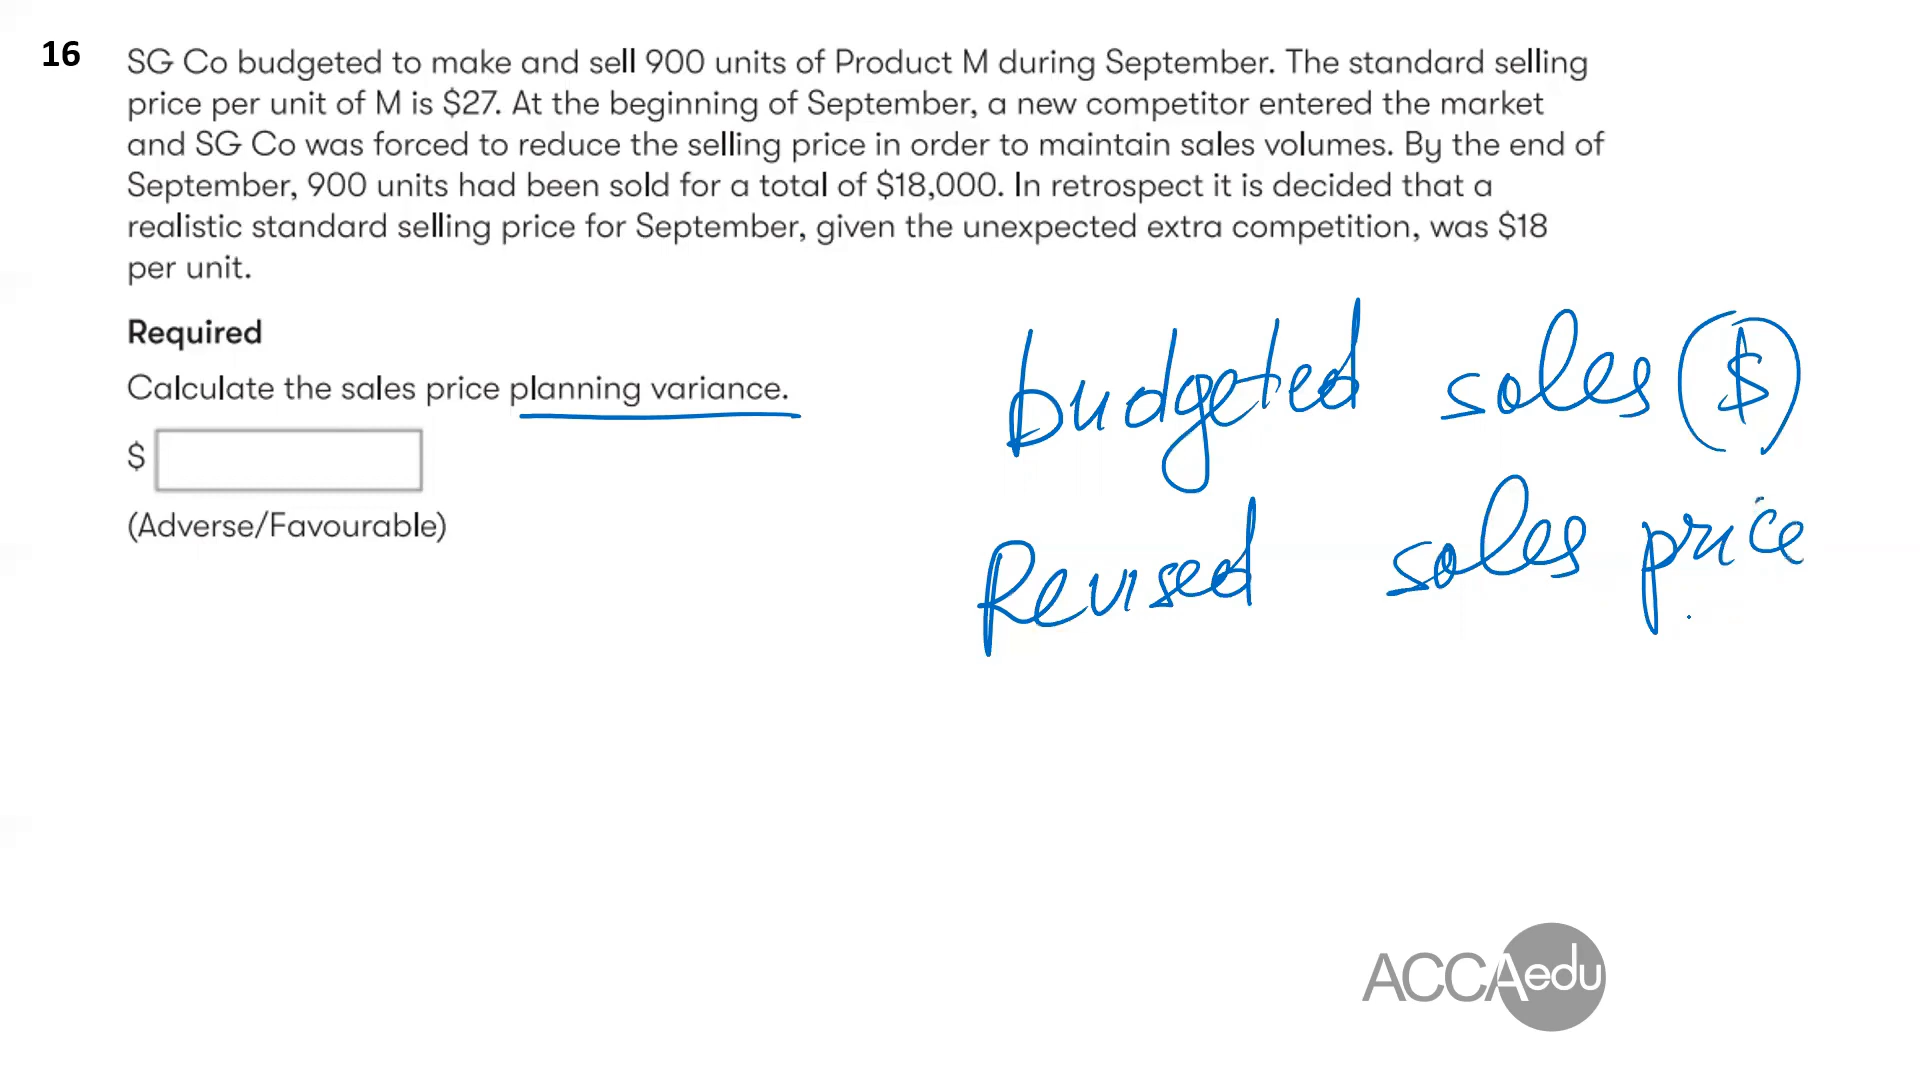 16
SG Co budgeted to make and sell 900 units of Product M during September. The standard selling
price per unit of M is $27. At the beginning of September, a new competitor entered the market
and SG Co was forced to reduce the selling price in order to maintain sales volumes. By the end of
September, 900 units had been sold for a total of $18,000. In retrospect it is decided that a
realistic standard selling price for September, given the unexpected extra competition, was $18
per unit.
Required
Calculate the sales price planning variance.
$
(Adverse/Favourable)
budgeted sales ($)
Revised sales price
ACCAedu